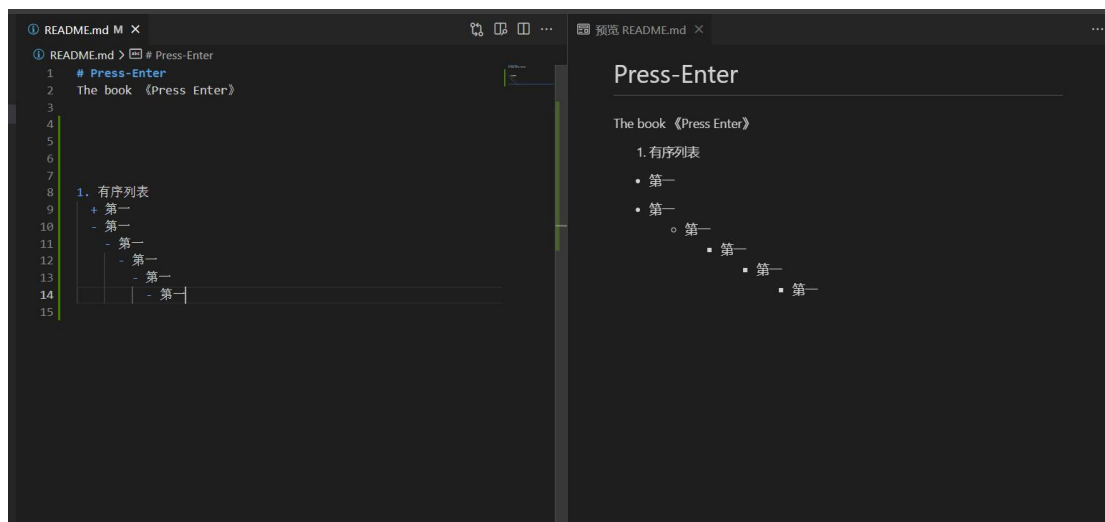 README.md M
预览 README.md
README.md > # Press-Enter
1 # Press-Enter
2 The book 《Press Enter》
3
4
5
6
7
8 1. 有序列表
9 + 第一
10 - 第一
11 - 第一
12 - 第一
13 - 第一
14 - 第一
15
Press-Enter
The book 《Press Enter》
1. 有序列表
• 第一
• 第一
◦ 第一
▪ 第一
▪ 第一
▪ 第一